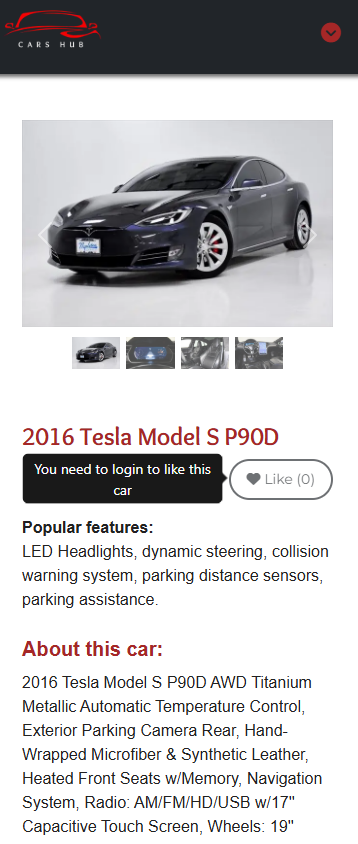 CARS HUB
2016 Tesla Model S P90D
You need to login to like this
car
Like (0)
Popular features:
LED Headlights, dynamic steering, collision
warning system, parking distance sensors,
parking assistance.
About this car:
2016 Tesla Model S P90D AWD Titanium
Metallic Automatic Temperature Control,
Exterior Parking Camera Rear, Hand-
Wrapped Microfiber & Synthetic Leather,
Heated Front Seats w/Memory, Navigation
System, Radio: AM/FM/HD/USB w/17"
Capacitive Touch Screen, Wheels: 19"